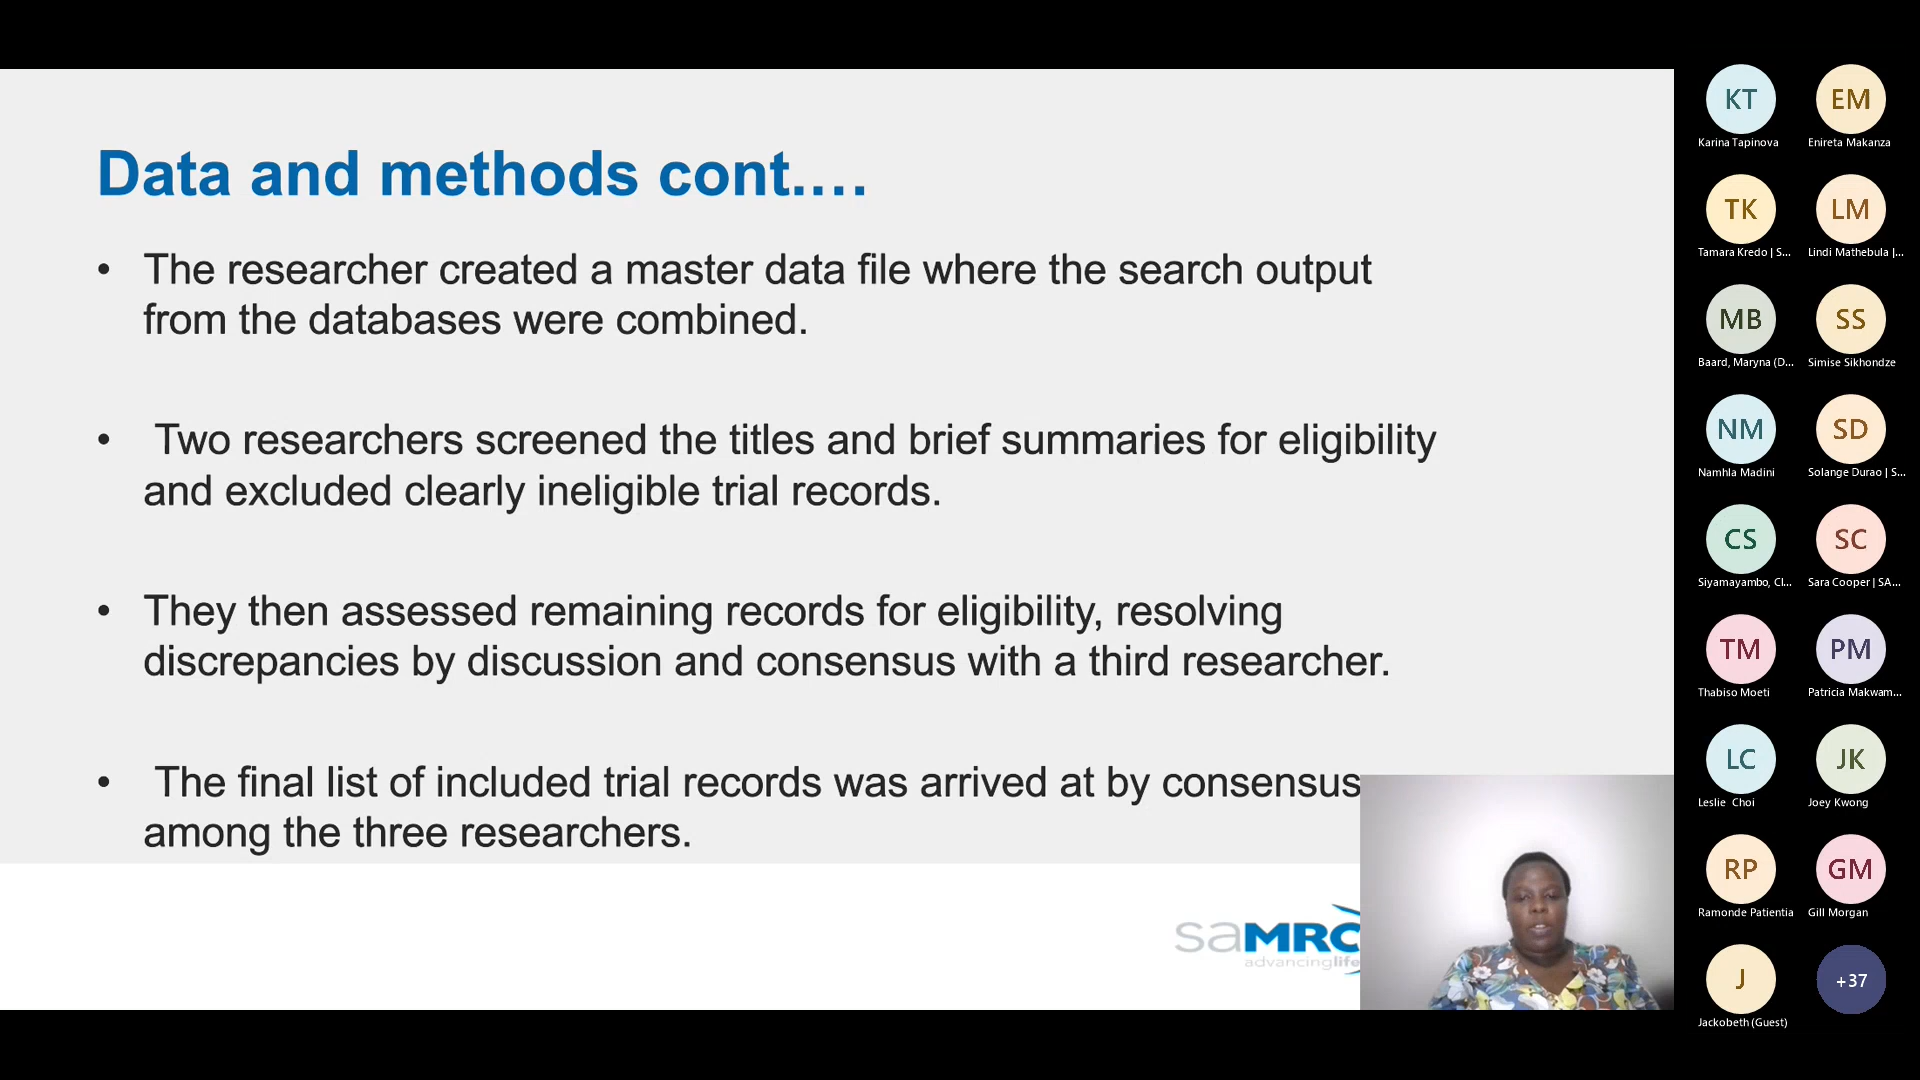 Data and methods cont.…
• The researcher created a master data file where the search output
from the databases were combined.
• Two researchers screened the titles and brief summaries for eligibility
and excluded clearly ineligible trial records.
• They then assessed remaining records for eligibility, resolving
discrepancies by discussion and consensus with a third researcher.
• The final list of included trial records was arrived at by consensus
among the three researchers.
saMRC
advancinglife
KT
Karina Tapinova
EM
Enireta Makanza
TK
Tamara Kredo | S...
LM
Lindi Mathebula |...
MB
Baard, Maryna (D...
SS
Simise Sikhondze
NM
Namhla Madini
SD
Solange Durao | S...
CS
Siyamayambo, Cl...
SC
Sara Cooper | SA...
TM
Thabiso Moeti
PM
Patricia Makwam...
LC
Leslie Choi
JK
Joey Kwong
RP
Ramonde Patientia
GM
Gill Morgan
J
Jackobeth (Guest)
+37